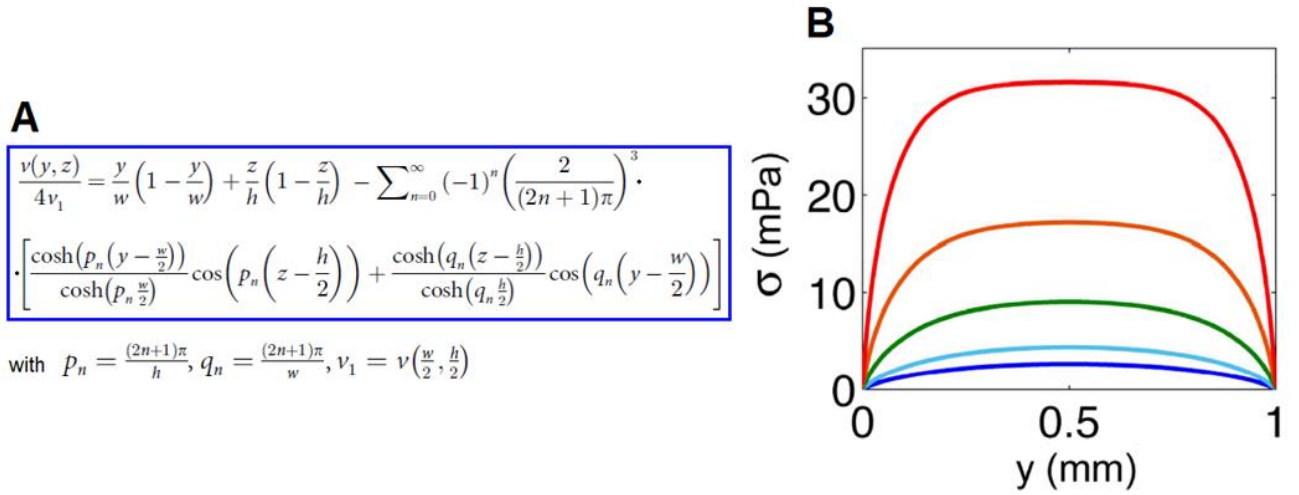 A
v(y,z)/4v₁ = y/w (1 − y/w) + z/h (1 − z/h) − ∑_{n=0}^{∞} (−1)ⁿ (2/((2n+1)π))³ ·
· [cosh(pₙ(y − w/2))/cosh(pₙ w/2) cos(pₙ(z − h/2)) + cosh(qₙ(z − h/2))/cosh(qₙ h/2) cos(qₙ(y − w/2))]
with pₙ = (2n+1)π/h, qₙ = (2n+1)π/w, v₁ = v(w/2, h/2)
B
σ (mPa)
30
20
10
0
0 0.5 1
y (mm)